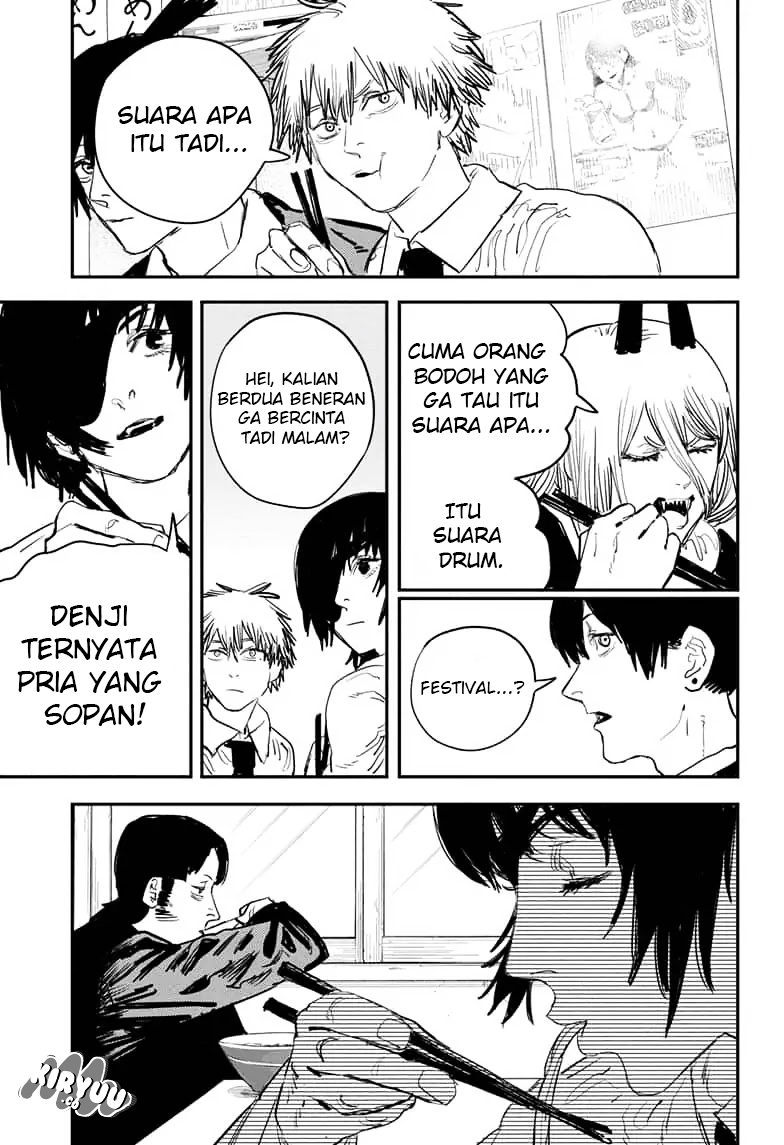 SUARA APA
ITU TADI...
CUMA ORANG
BODOH YANG
GA TAU ITU
SUARA APA...
ITU
SUARA
DRUM.
FESTIVAL...?
HEI, KALIAN
BERDUA BENERAN
GA BERCINTA
TADI MALAM?
DENJI
TERNYATA
PRIA YANG
SOPAN!
KIRYUU
.CO